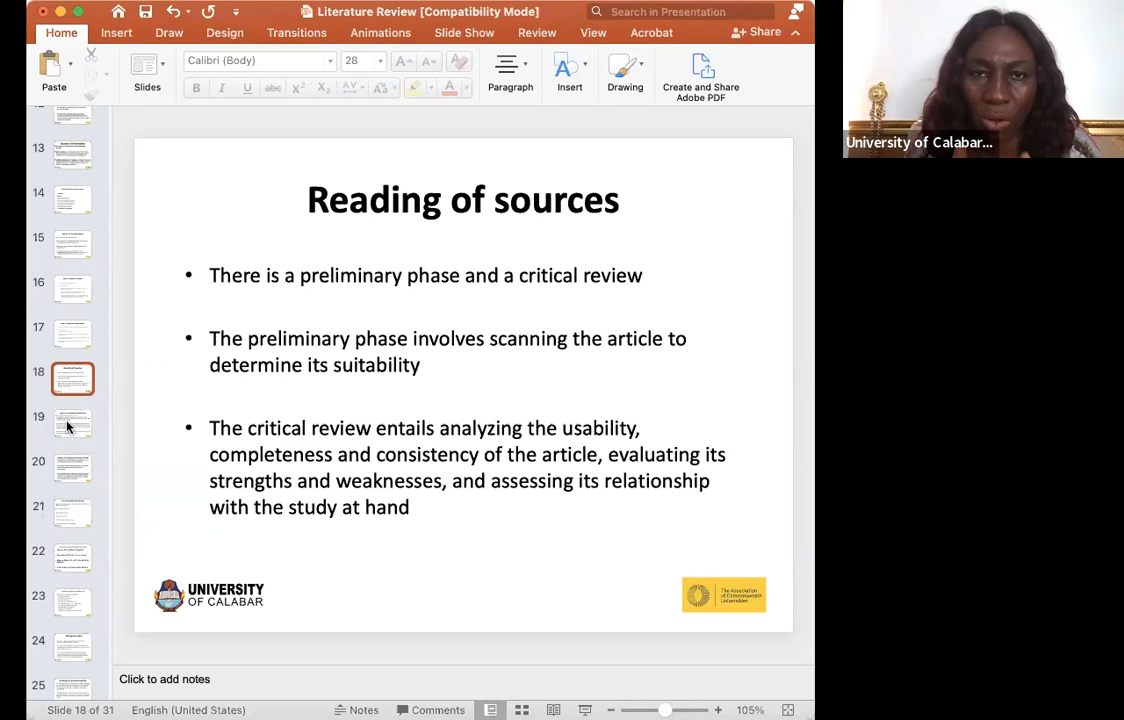 Literature Review [Compatibility Mode]
Search in Presentation
Home
Insert
Draw
Design
Transitions
Animations
Slide Show
Review
View
Acrobat
Share
Paste
Slides
Calibri (Body)
28
B I U abc X² X₂ AV Aa A
Paragraph
Insert
Drawing
Create and Share
Adobe PDF
University of Calabar...
13
14
15
16
17
18
19
20
21
22
23
24
25
Reading of sources
• There is a preliminary phase and a critical review
• The preliminary phase involves scanning the article to
determine its suitability
• The critical review entails analyzing the usability,
completeness and consistency of the article, evaluating its
strengths and weaknesses, and assessing its relationship
with the study at hand
UNIVERSITY
OF CALABAR
The Association
of Commonwealth
Universities
Click to add notes
Slide 18 of 31
English (United States)
Notes
Comments
105%